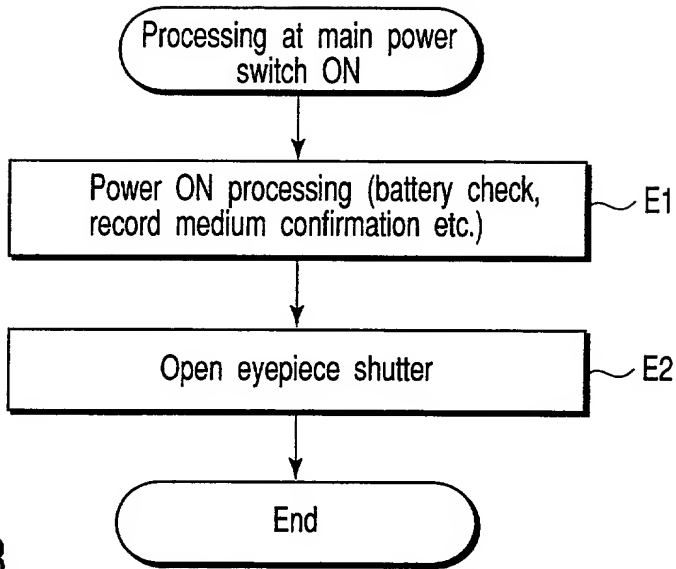 Processing at main power
switch ON
Power ON processing (battery check,
record medium confirmation etc.)
E1
Open eyepiece shutter
E2
End